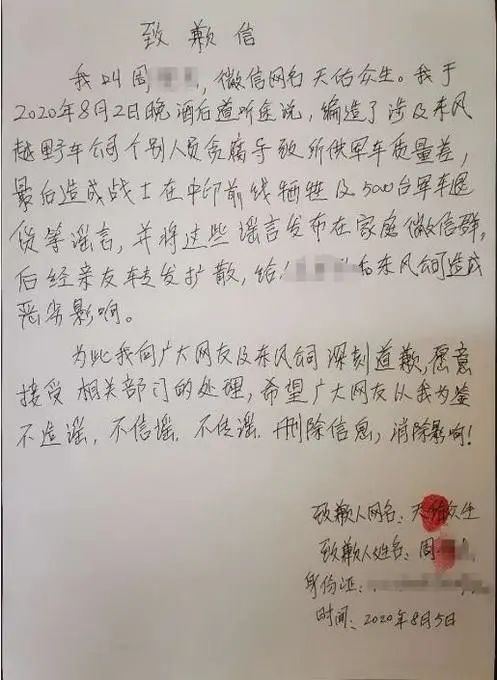 致歉信
我叫周，微信网名天佑众生。我于
2020年8月2日晚酒后道听途说，编造了涉及东风
越野车公司个别人员贪腐导致所供军车质量差，
最后造成战士在中印前线牺牲及5000台军车退
货等谣言，并将这些谣言发布在家庭微信群，
后经亲友转发扩散，给和东风公司造成
恶劣影响。
为此我向广大网友及东风公司深刻道歉，愿意
接受相关部门的处理，希望广大网友以我为鉴
不造谣，不信谣，不传谣，删除信息，消除影响！
致歉人网名：天佑众生
致歉人姓名：周
身份证：
时间：2020年8月5日